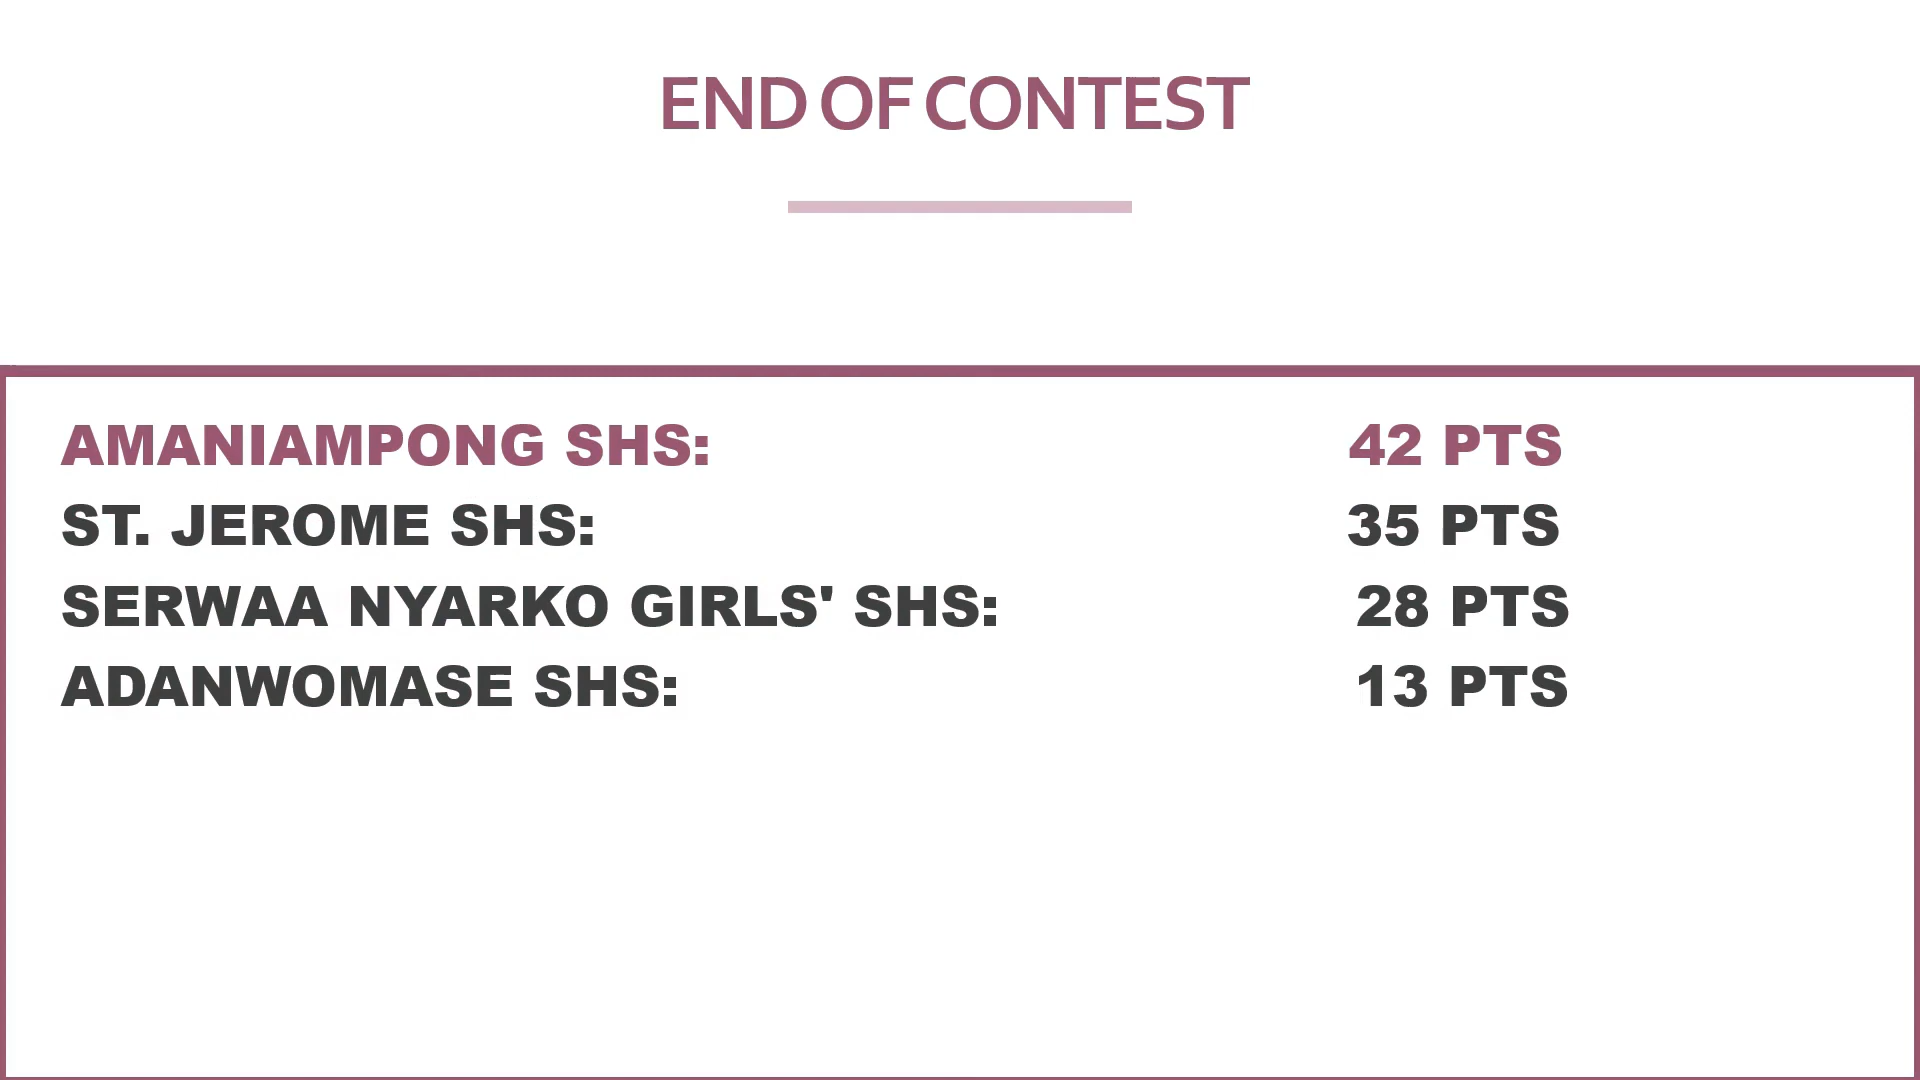 END OF CONTEST
AMANIAMPONG SHS: 42 PTS
ST. JEROME SHS: 35 PTS
SERWAA NYARKO GIRLS' SHS: 28 PTS
ADANWOMASE SHS: 13 PTS